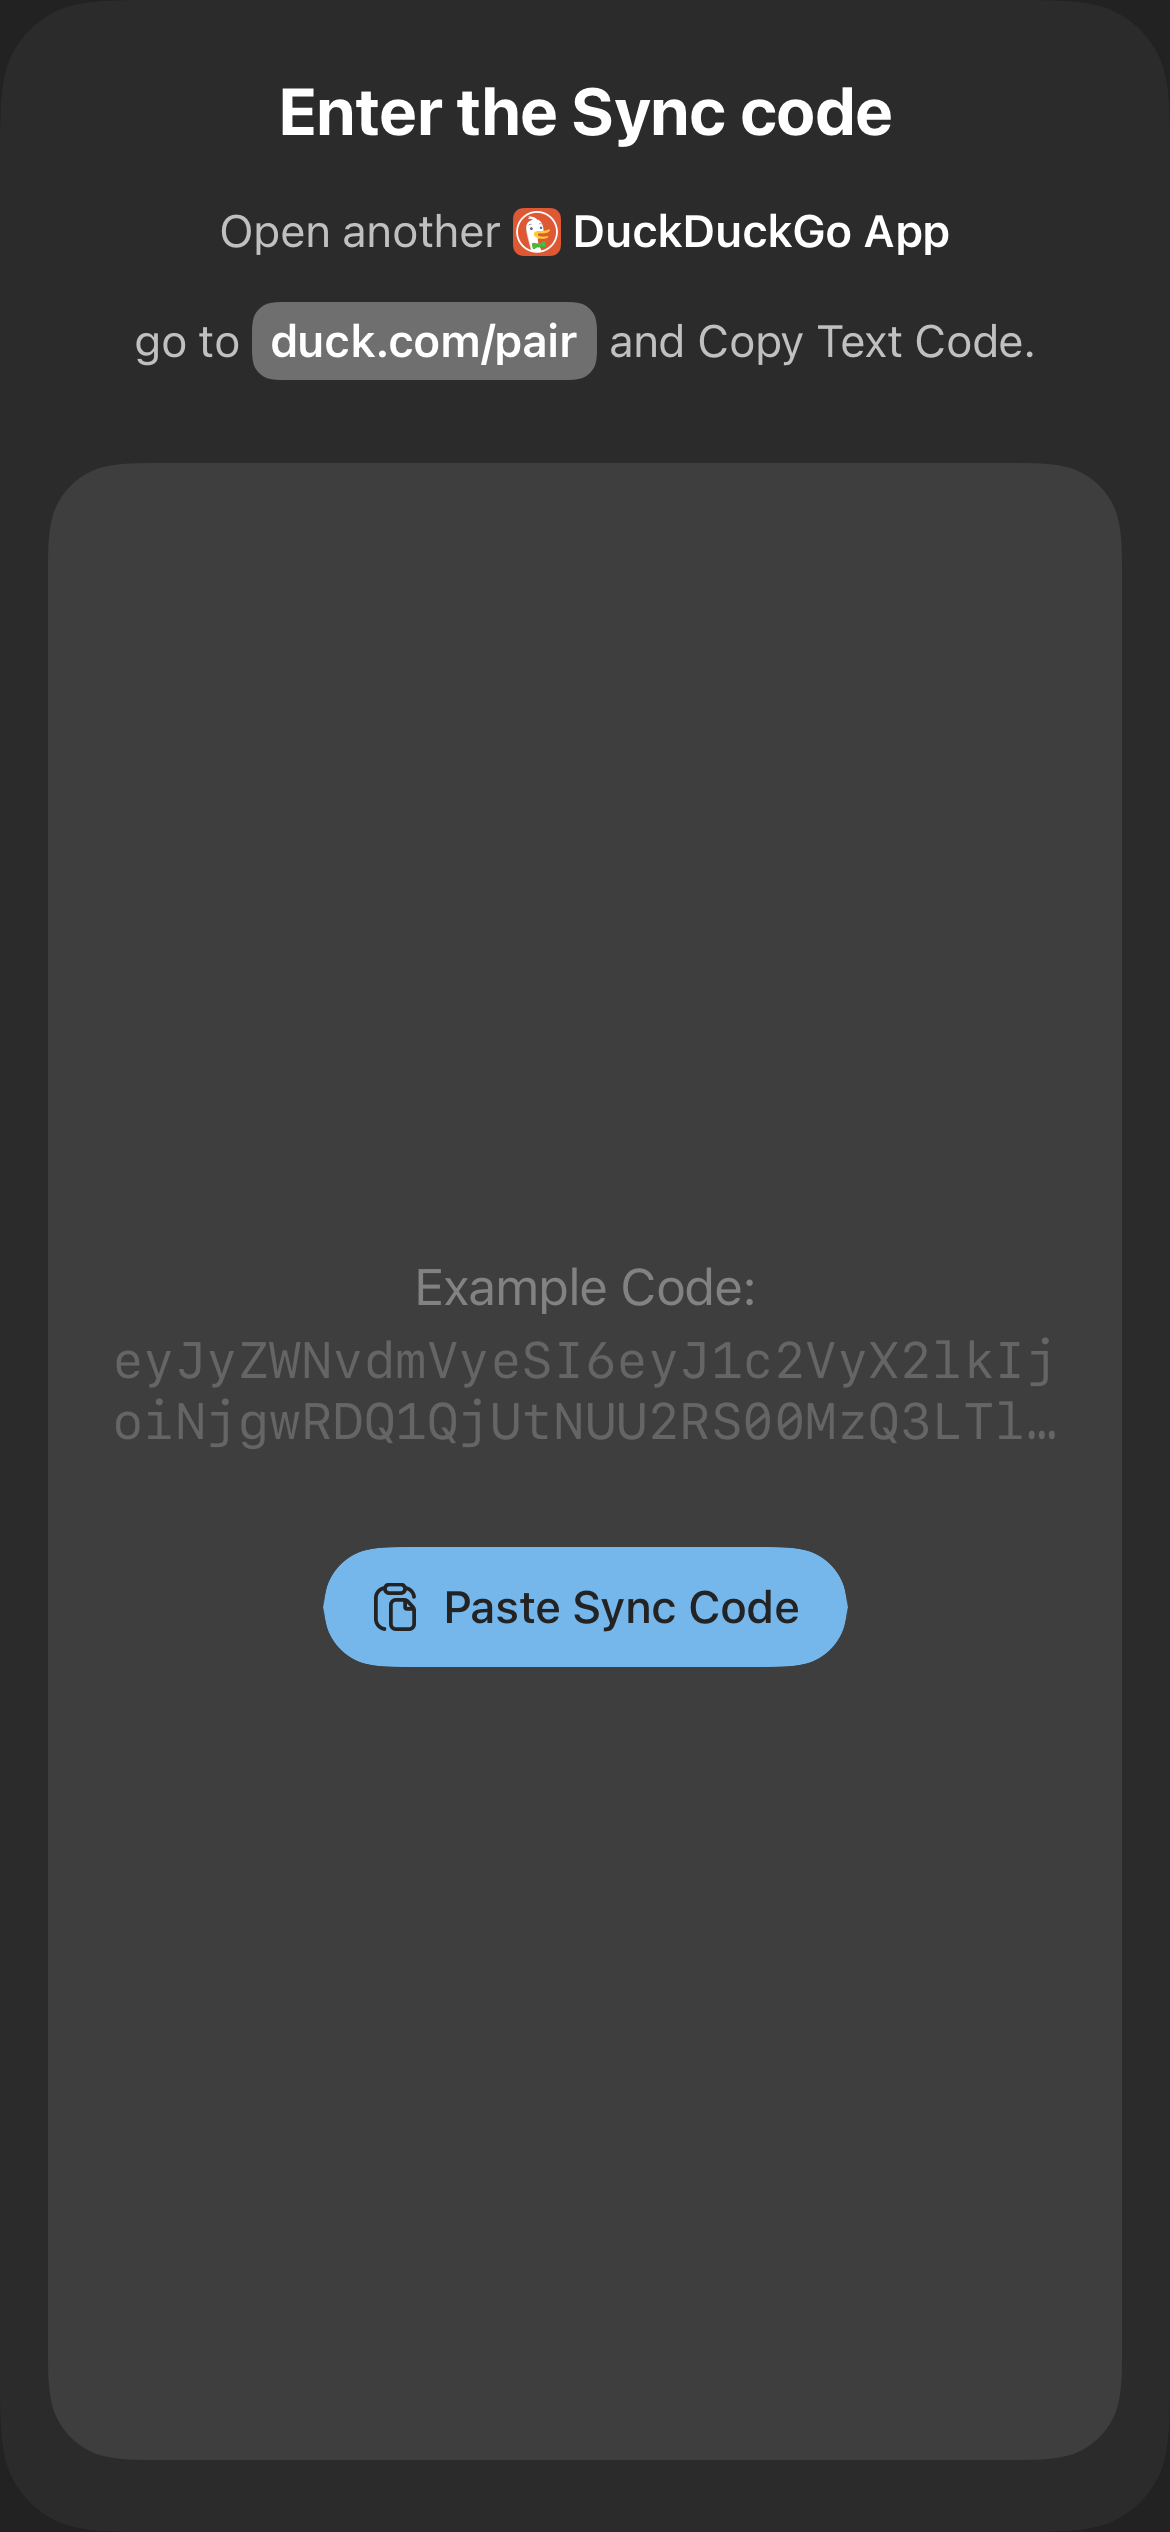 Enter the Sync code
Open another DuckDuckGo App
go to duck.com/pair and Copy Text Code.
Example Code:
eyJyZWNvdmVyeSI6eyJ1c2VyX2lkIj
oiNjgwRDQ1QjUtNUU2RS00MzQ3LTl…
Paste Sync Code